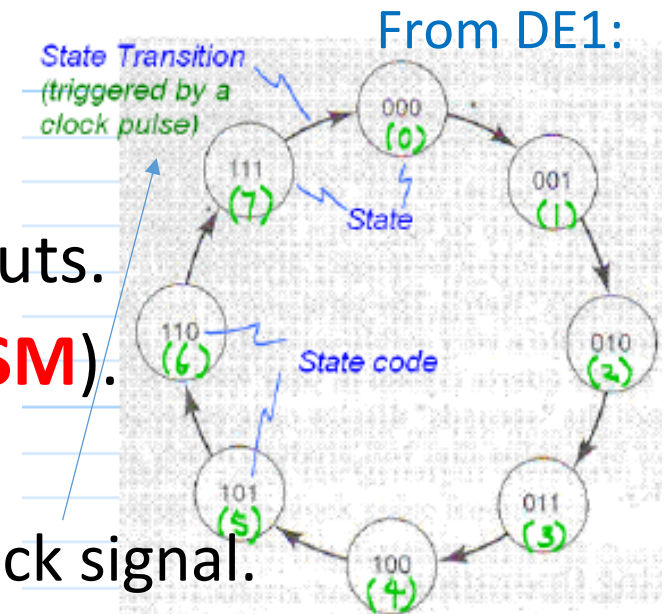 From DE1:
State Transition
(triggered by a
clock pulse)
000
(0)
111
(7)
001
(1)
State
uts.
110
(6)
010
(2)
SM).
State code
101
(5)
011
(3)
100
(4)
ck signal.